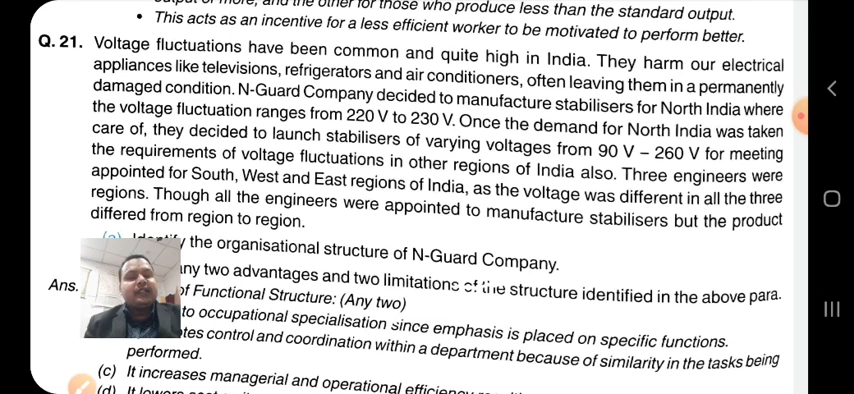 more, and the other for those who produce less than the standard output.
• This acts as an incentive for a less efficient worker to be motivated to perform better.
Q. 21. Voltage fluctuations have been common and quite high in India. They harm our electrical
appliances like televisions, refrigerators and air conditioners, often leaving them in a permanently
damaged condition. N-Guard Company decided to manufacture stabilisers for North India where
the voltage fluctuation ranges from 220 V to 230 V. Once the demand for North India was taken
care of, they decided to launch stabilisers of varying voltages from 90 V – 260 V for meeting
the requirements of voltage fluctuations in other regions of India also. Three engineers were
appointed for South, West and East regions of India, as the voltage was different in all the three
regions. Though all the engineers were appointed to manufacture stabilisers but the product
differed from region to region.
the organisational structure of N-Guard Company.
any two advantages and two limitations of the structure identified in the above para.
Ans. of Functional Structure: (Any two)
to occupational specialisation since emphasis is placed on specific functions.
control and coordination within a department because of similarity in the tasks being
performed.
(c) It increases managerial and operational
(d) It lowers